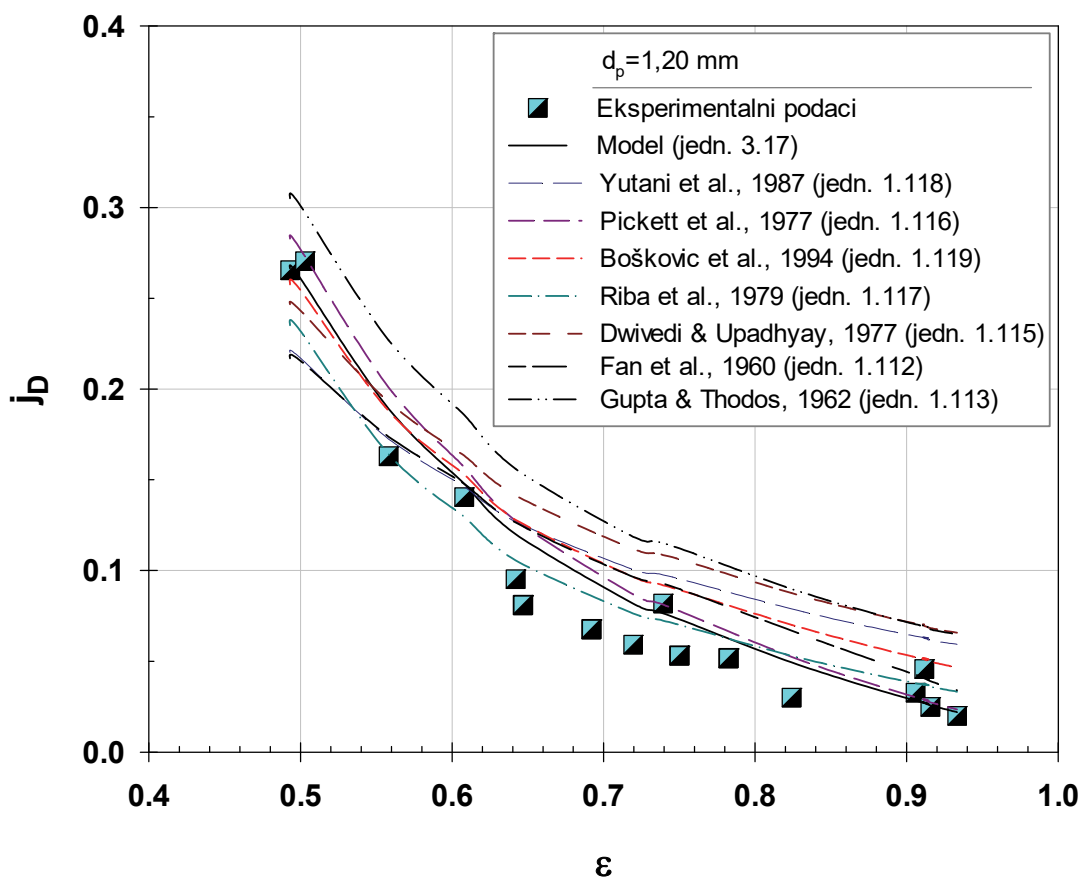 0.4
0.3
0.2
0.1
0.0
j_D
d_p=1,20 mm
Eksperimentalni podaci
Model (jedn. 3.17)
Yutani et al., 1987 (jedn. 1.118)
Pickett et al., 1977 (jedn. 1.116)
Boškovic et al., 1994 (jedn. 1.119)
Riba et al., 1979 (jedn. 1.117)
Dwivedi & Upadhyay, 1977 (jedn. 1.115)
Fan et al., 1960 (jedn. 1.112)
Gupta & Thodos, 1962 (jedn. 1.113)
0.4 0.5 0.6 0.7 0.8 0.9 1.0
ε